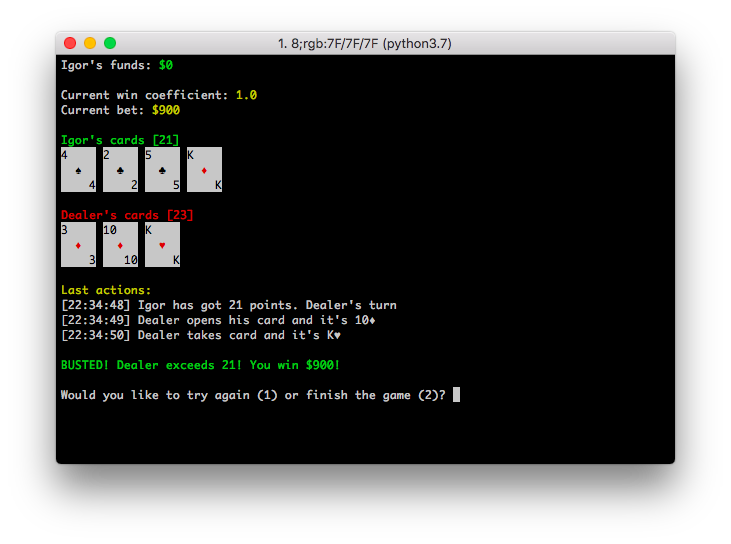 1. 8;rgb:7F/7F/7F (python3.7)
Igor's funds: $0
Current win coefficient: 1.0
Current bet: $900
Igor's cards [21]
4 2 5 K
♠ ♣ ♣ ♦
4 2 5 K
Dealer's cards [23]
3 10 K
♦ ♦ ♥
3 10 K
Last actions:
[22:34:48] Igor has got 21 points. Dealer's turn
[22:34:49] Dealer opens his card and it's 10♦
[22:34:50] Dealer takes card and it's K♥
BUSTED! Dealer exceeds 21! You win $900!
Would you like to try again (1) or finish the game (2)?